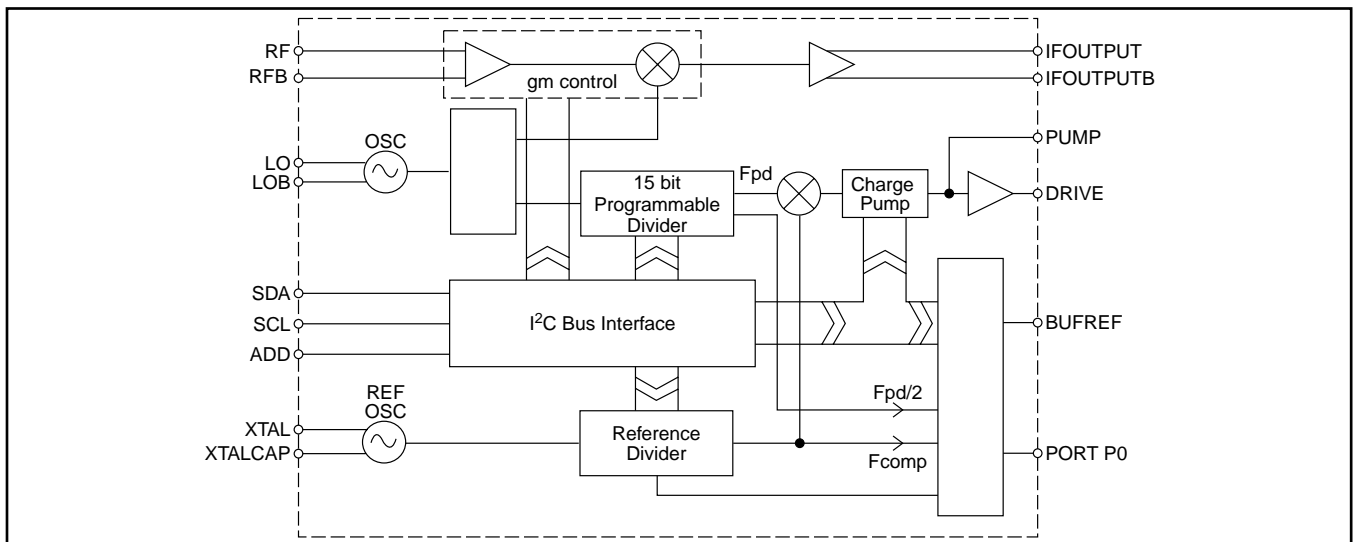 RF
RFB
gm control
IFOUTPUT
IFOUTPUTB
OSC
LO
LOB
PUMP
15 bit
Programmable
Divider
Fpd
Charge
Pump
DRIVE
SDA
SCL
ADD
I²C Bus Interface
BUFREF
REF
OSC
XTAL
XTALCAP
Reference
Divider
Fpd/2
Fcomp
PORT P0